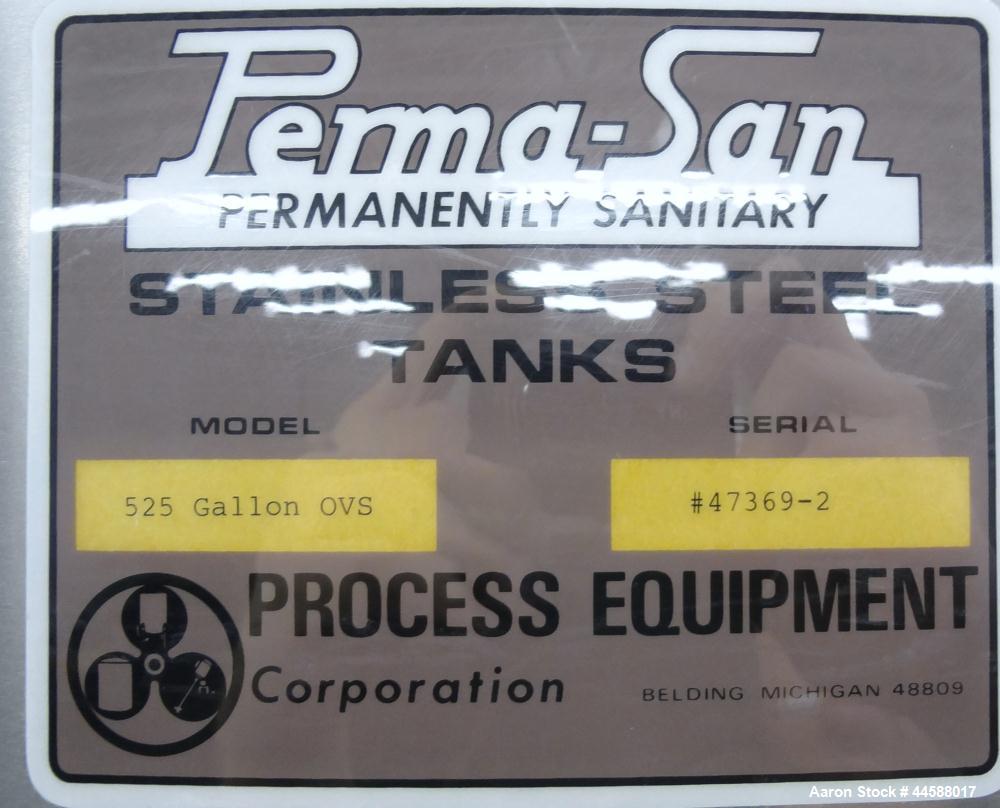 Perma-San
PERMANENTLY SANITARY
STAINLESS STEEL
TANKS
MODEL
SERIAL
525 Gallon OVS
#47369-2
PROCESS EQUIPMENT
Corporation
BELDING MICHIGAN 48809
Aaron Stock # 44588017